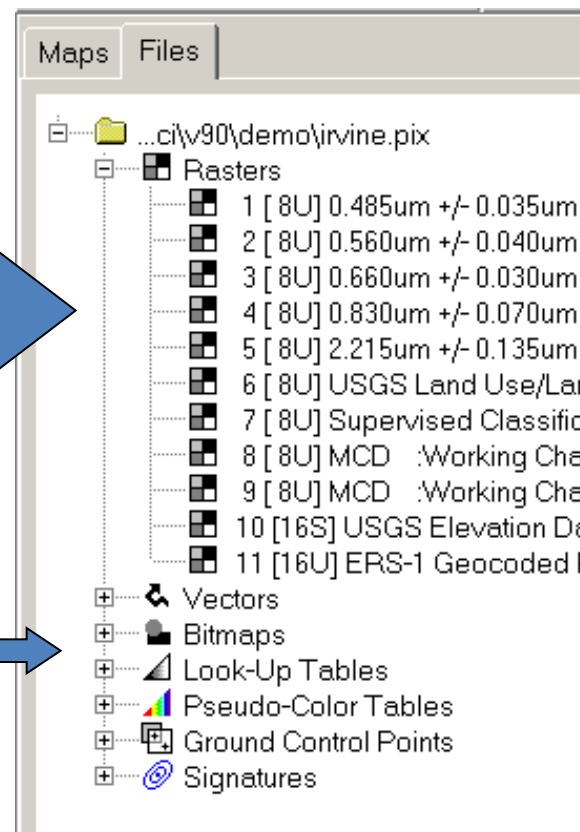 Maps Files
...ci\v90\demo\irvine.pix
Rasters
1 [ 8U] 0.485um +/- 0.035um
2 [ 8U] 0.560um +/- 0.040um
3 [ 8U] 0.660um +/- 0.030um
4 [ 8U] 0.830um +/- 0.070um
5 [ 8U] 2.215um +/- 0.135um
6 [ 8U] USGS Land Use/Lan
7 [ 8U] Supervised Classific
8 [ 8U] MCD :Working Cha
9 [ 8U] MCD :Working Cha
10 [16S] USGS Elevation Da
11 [16U] ERS-1 Geocoded
Vectors
Bitmaps
Look-Up Tables
Pseudo-Color Tables
Ground Control Points
Signatures